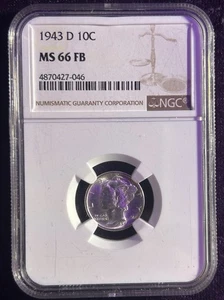 1943 D 10C
MS 66 FB
4870427-046
NUMISMATIC GUARANTY CORPORATION
NGC